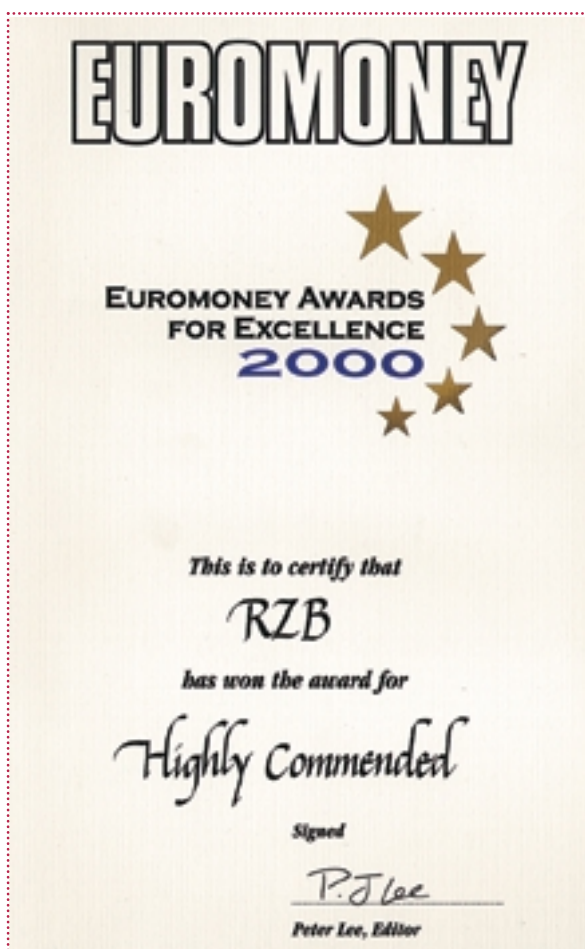 EUROMONEY
EUROMONEY AWARDS
FOR EXCELLENCE
2000
This is to certify that
RZB
has won the award for
Highly Commended
Signed
P. J Lee
Peter Lee, Editor